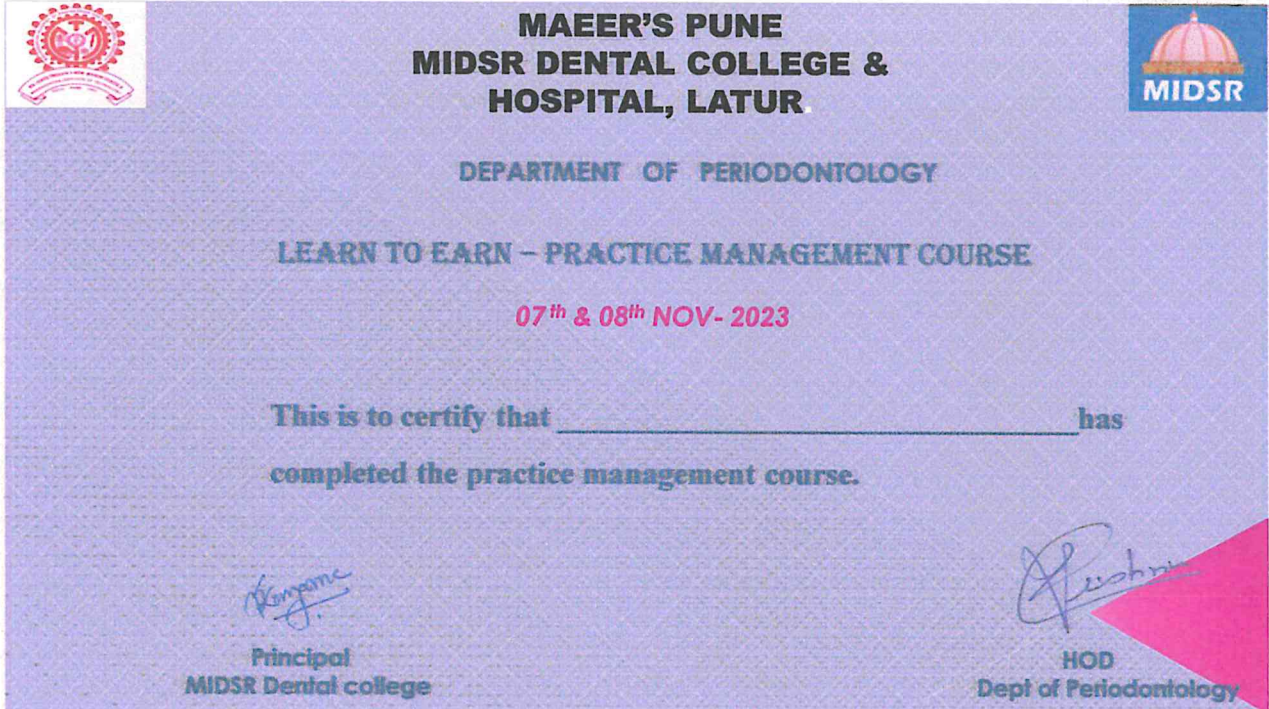 MAEER'S PUNE
MIDSR DENTAL COLLEGE &
HOSPITAL, LATUR.
MIDSR
DEPARTMENT OF PERIODONTOLOGY
LEARN TO EARN – PRACTICE MANAGEMENT COURSE
07th & 08th NOV- 2023
This is to certify that ________________________ has
completed the practice management course.
Principal
MIDSR Dental college
HOD
Dept of Periodontology